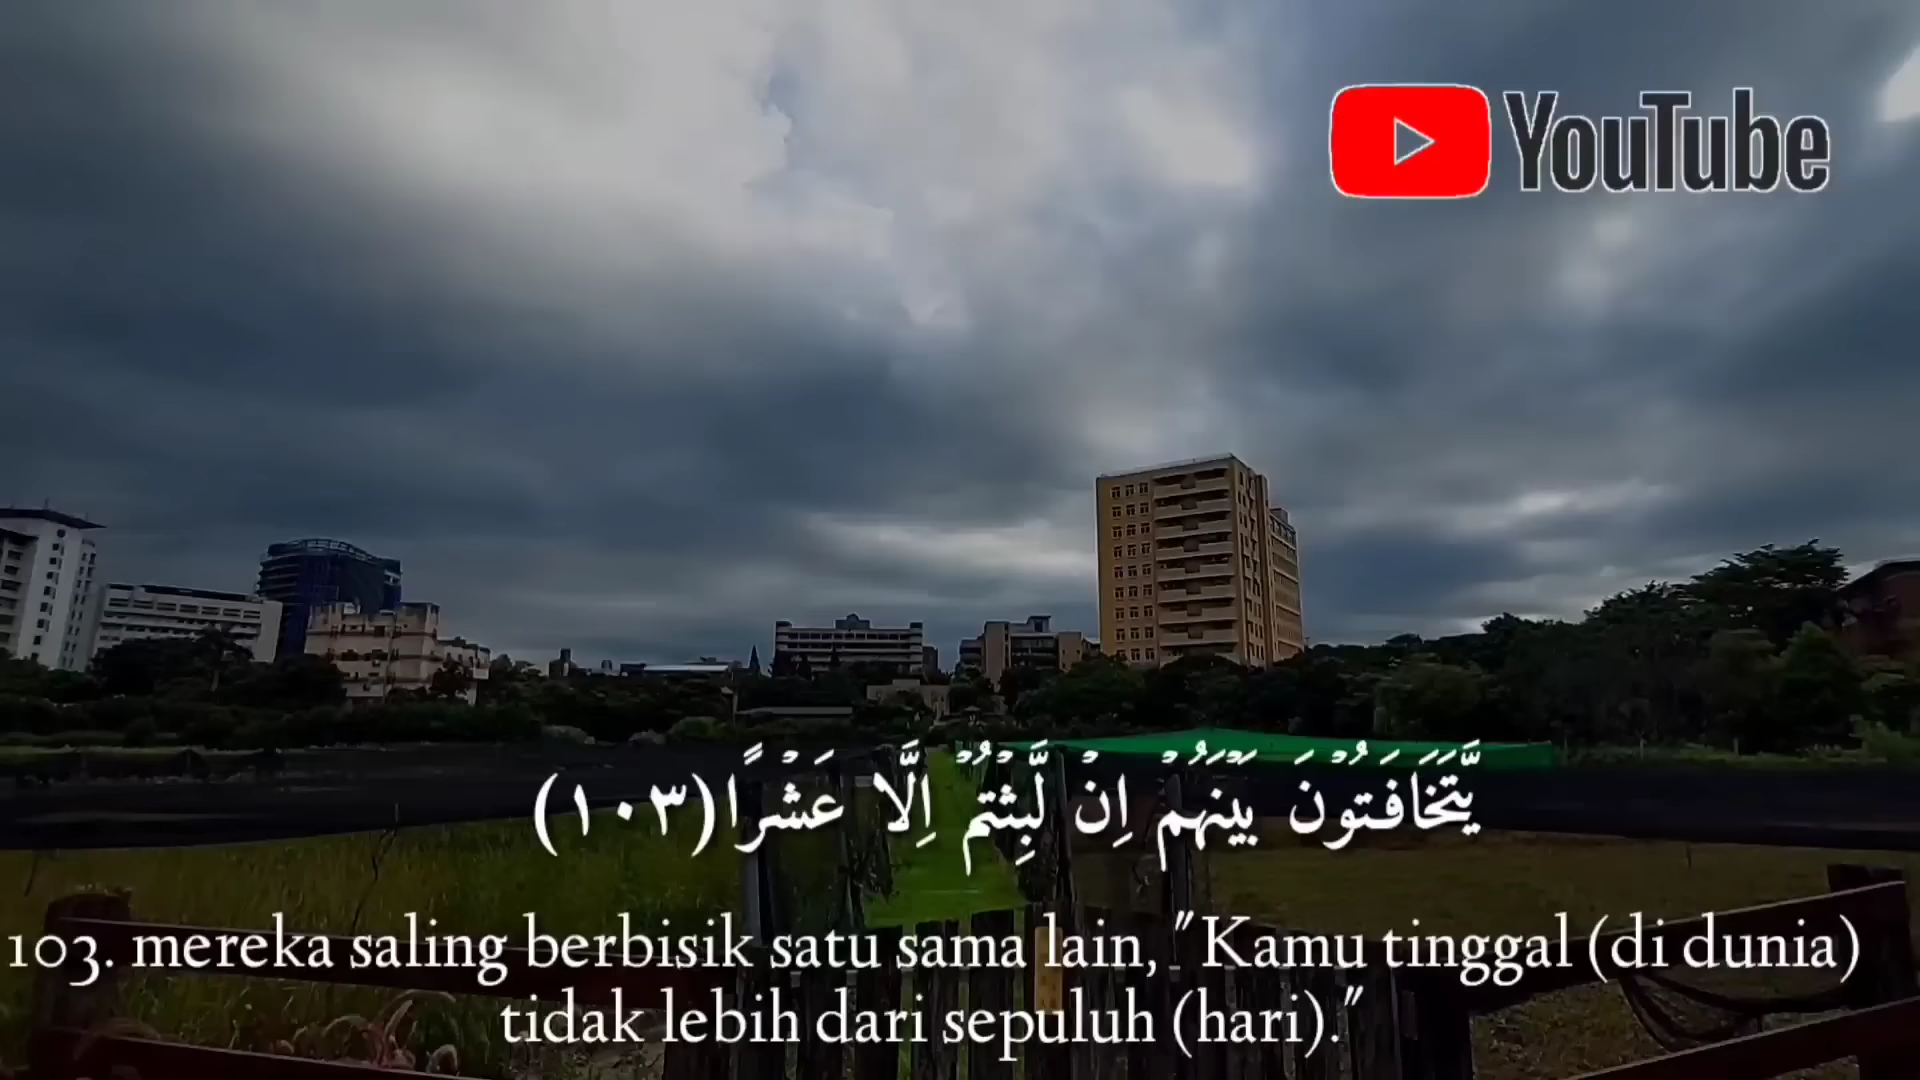 YouTube
يَّتَخَافَتُوْنَ بَيْنَهُمْ اِنْ لَّبِثْتُمْ اِلَّا عَشْرًا(١٠٣)
103. mereka saling berbisik satu sama lain, "Kamu tinggal (di dunia)
tidak lebih dari sepuluh (hari)."